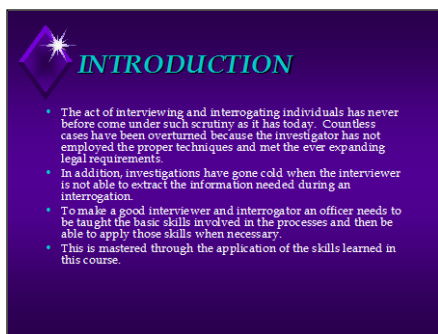 INTRODUCTION
• The act of interviewing and interrogating individuals has never
before come under such scrutiny as it has today.  Countless
cases have been overturned because the investigator has not
employed the proper techniques and met the ever expanding
legal requirements.
• In addition, investigations have gone cold when the interviewer
is not able to extract the information needed during an
interrogation.
• To make a good interviewer and interrogator an officer needs to
be taught the basic skills involved in the processes and then be
able to apply those skills when necessary.
• This is mastered through the application of the skills learned in
this course.